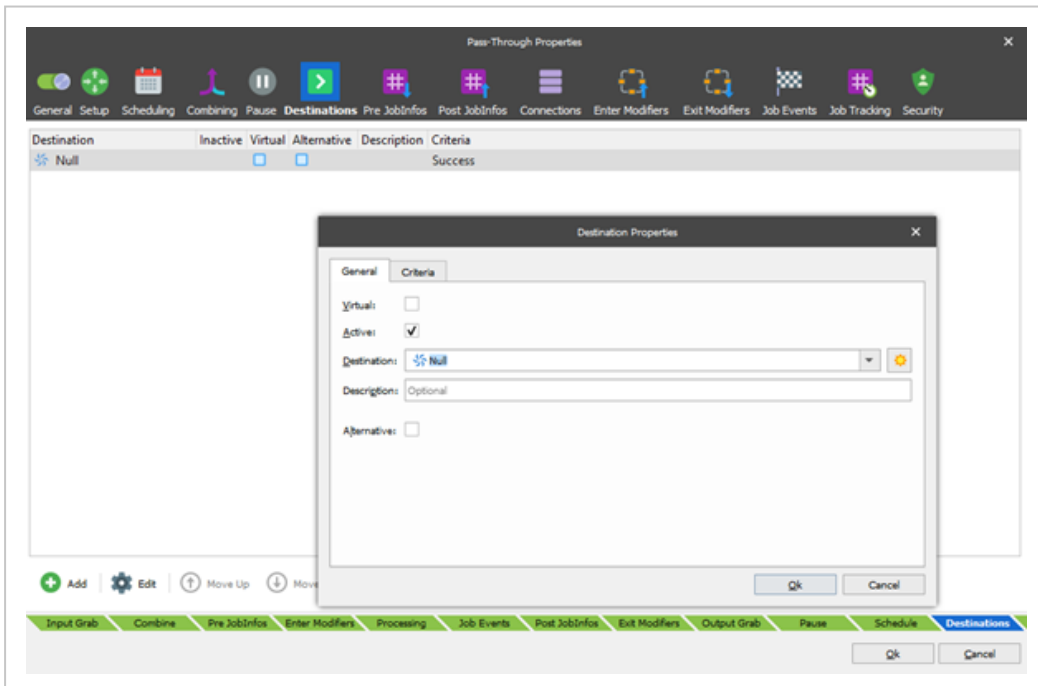 Pass-Through Properties
General Setup Scheduling Combining Pause Destinations Pre JobInfos Post JobInfos Connections Enter Modifiers Exit Modifiers Job Events Job Tracking Security
Destination Inactive Virtual Alternative Description Criteria
Null Success
Destination Properties
General Criteria
Virtual:
Active:
Destination: Null
Description: Optional
Alternative:
Add Edit Move Up Move
Ok Cancel
Input Grab Combine Pre JobInfos Enter Modifiers Processing Job Events Post JobInfos Exit Modifiers Output Grab Pause Schedule Destinations
Ok Cancel